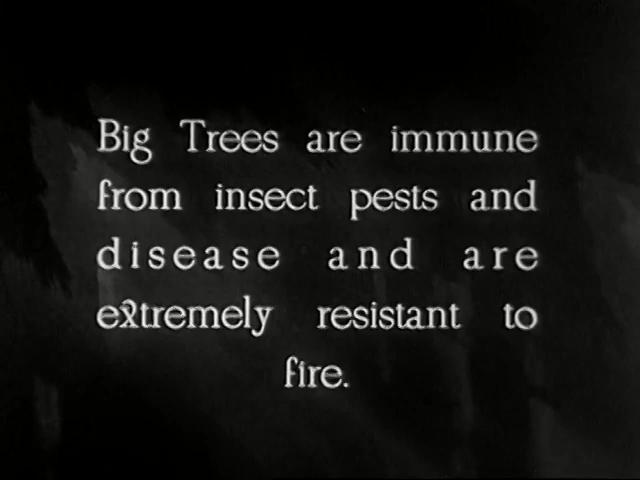 Big Trees are immune
from insect pests and
disease and are
extremely resistant to
fire.